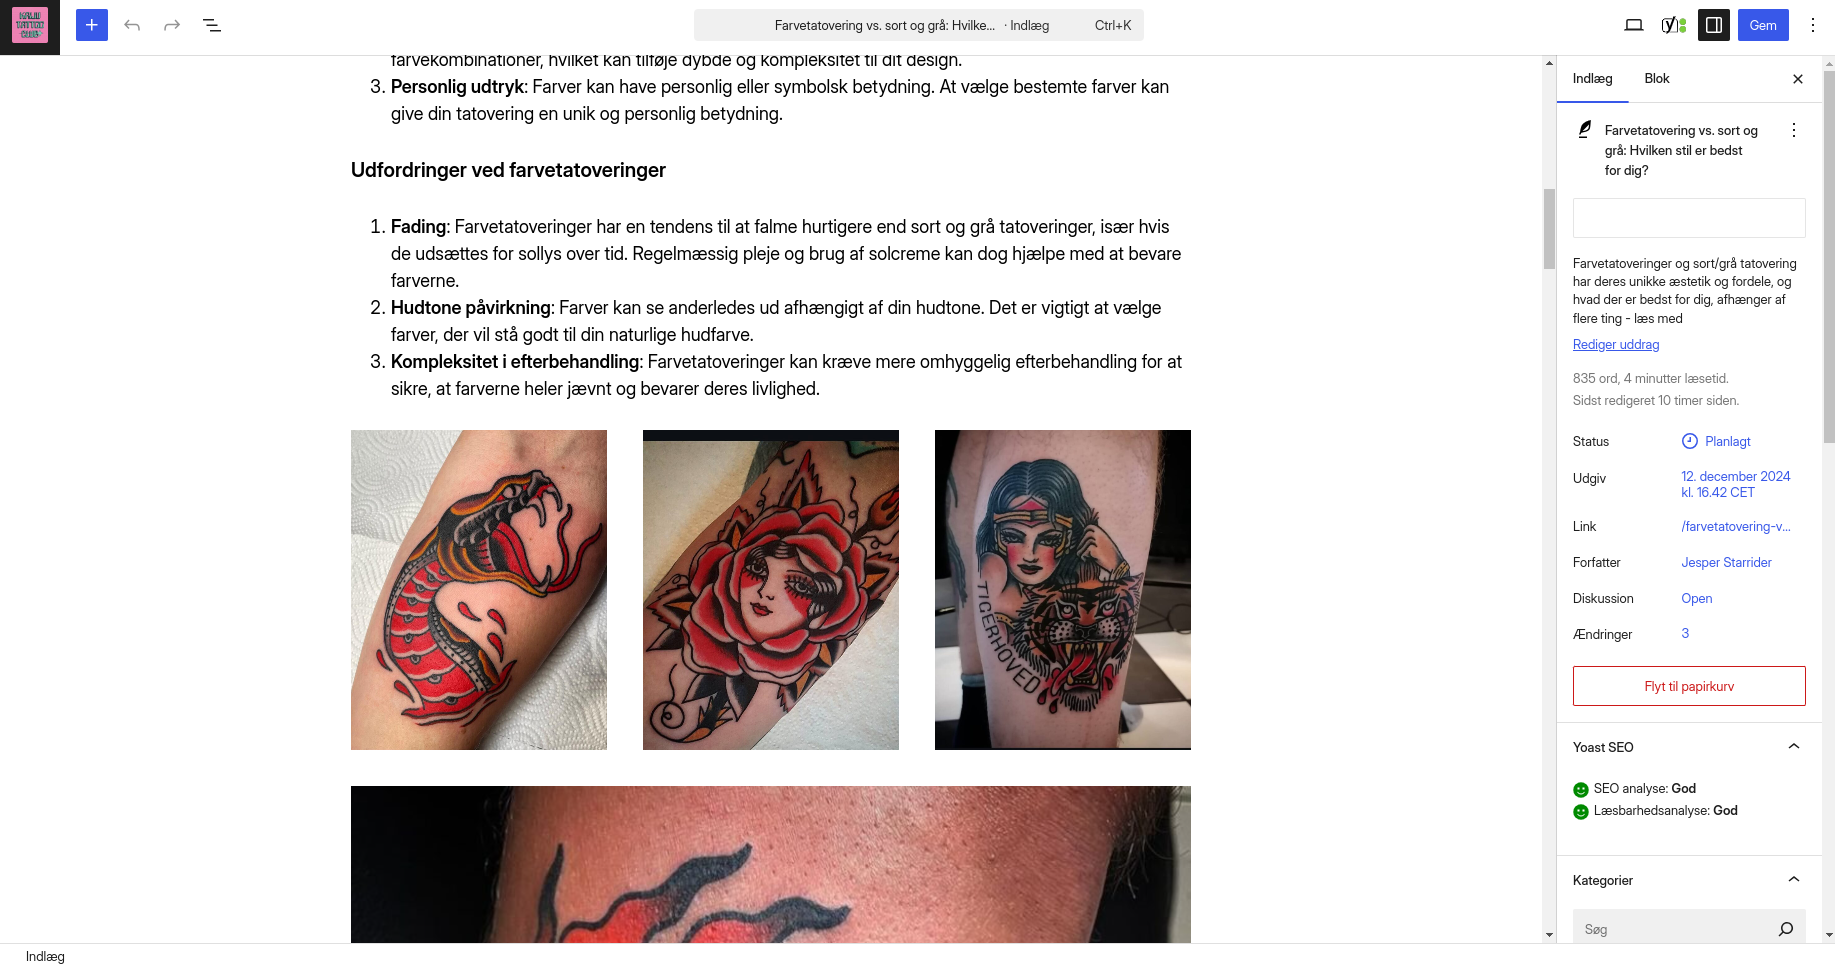 Farvetatovering vs. sort og grå: Hvilke... · Indlæg Ctrl+K
Gem
farvekombinationer, hvilket kan tilføje dybde og kompleksitet til dit design.
3. Personlig udtryk: Farver kan have personlig eller symbolsk betydning. At vælge bestemte farver kan
give din tatovering en unik og personlig betydning.
Udfordringer ved farvetatoveringer
1. Fading: Farvetatoveringer har en tendens til at falme hurtigere end sort og grå tatoveringer, især hvis
de udsættes for sollys over tid. Regelmæssig pleje og brug af solcreme kan dog hjælpe med at bevare
farverne.
2. Hudtone påvirkning: Farver kan se anderledes ud afhængigt af din hudtone. Det er vigtigt at vælge
farver, der vil stå godt til din naturlige hudfarve.
3. Kompleksitet i efterbehandling: Farvetatoveringer kan kræve mere omhyggelig efterbehandling for at
sikre, at farverne heler jævnt og bevarer deres livlighed.
TIGERHOVED
Indlæg
Indlæg Blok
Farvetatovering vs. sort og
grå: Hvilken stil er bedst
for dig?
Farvetatoveringer og sort/grå tatovering
har deres unikke æstetik og fordele, og
hvad der er bedst for dig, afhænger af
flere ting - læs med
Rediger uddrag
835 ord, 4 minutter læsetid.
Sidst redigeret 10 timer siden.
Status Planlagt
Udgiv 12. december 2024
kl. 16.42 CET
Link /farvetatovering-v...
Forfatter Jesper Starrider
Diskussion Open
Ændringer 3
Flyt til papirkurv
Yoast SEO
SEO analyse: God
Læsbarhedsanalyse: God
Kategorier
Søg